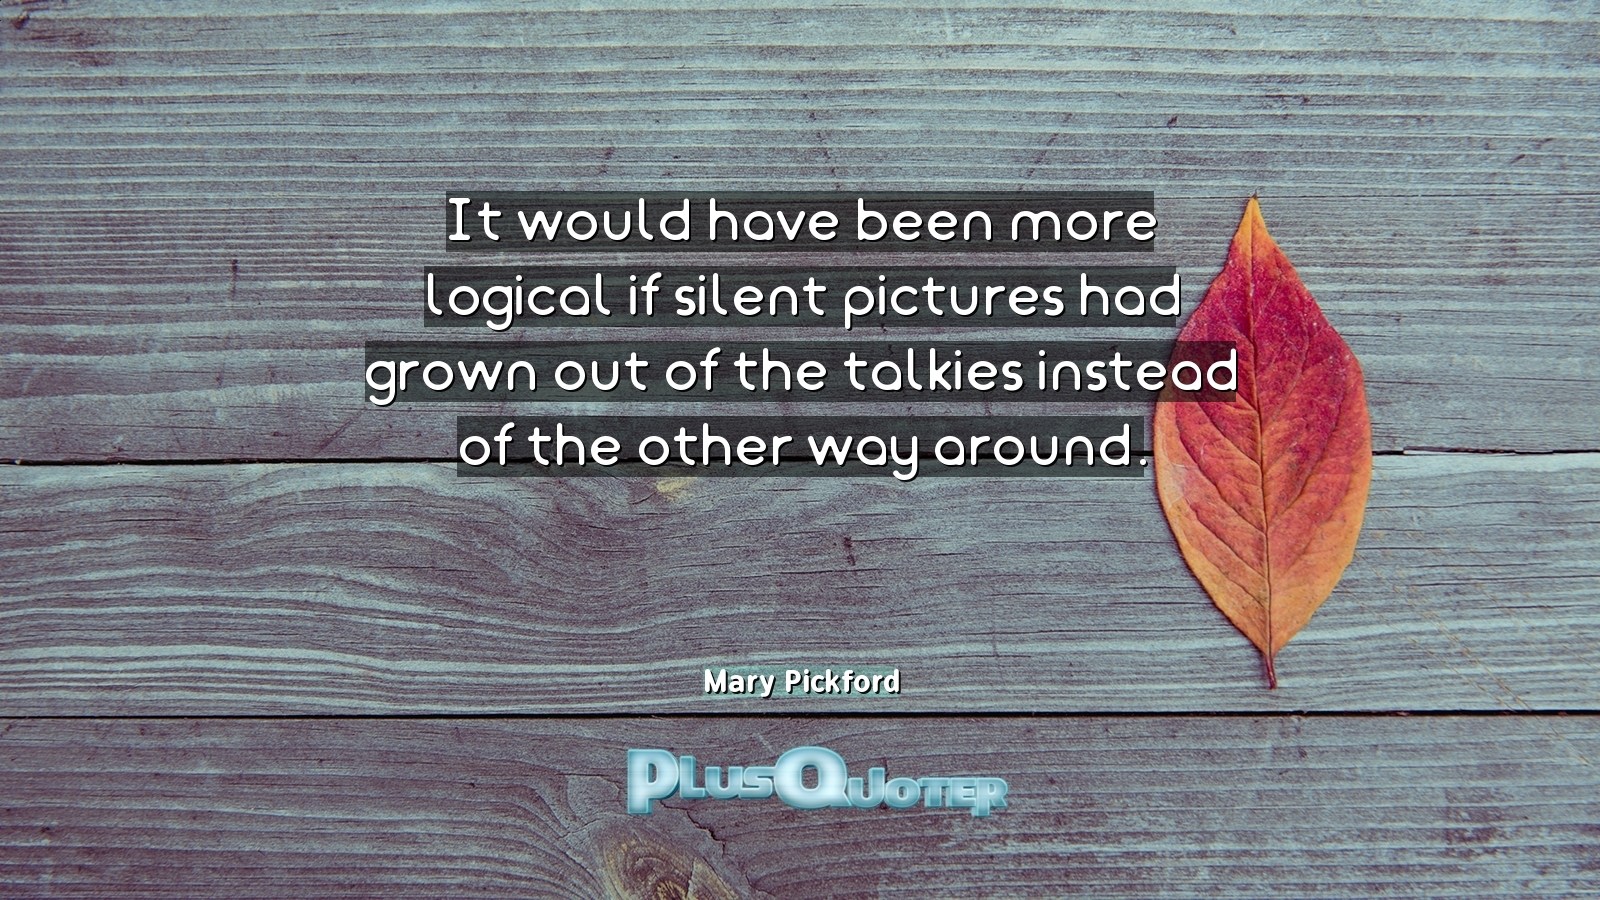 It would have been more
logical if silent pictures had
grown out of the talkies instead
of the other way around.
Mary Pickford
PLUSQUOTER